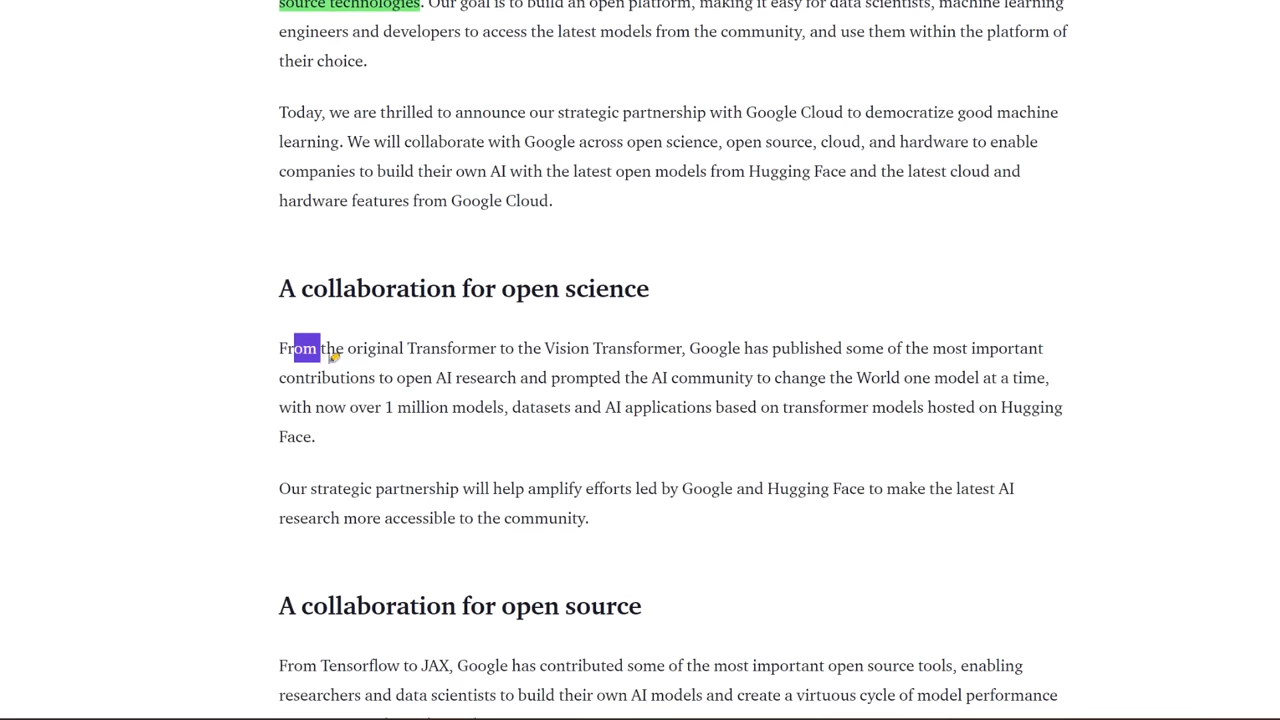 source technologies. Our goal is to build an open platform, making it easy for data scientists, machine learning
engineers and developers to access the latest models from the community, and use them within the platform of
their choice.
Today, we are thrilled to announce our strategic partnership with Google Cloud to democratize good machine
learning. We will collaborate with Google across open science, open source, cloud, and hardware to enable
companies to build their own AI with the latest open models from Hugging Face and the latest cloud and
hardware features from Google Cloud.
A collaboration for open science
From the original Transformer to the Vision Transformer, Google has published some of the most important
contributions to open AI research and prompted the AI community to change the World one model at a time,
with now over 1 million models, datasets and AI applications based on transformer models hosted on Hugging
Face.
Our strategic partnership will help amplify efforts led by Google and Hugging Face to make the latest AI
research more accessible to the community.
A collaboration for open source
From Tensorflow to JAX, Google has contributed some of the most important open source tools, enabling
researchers and data scientists to build their own AI models and create a virtuous cycle of model performance